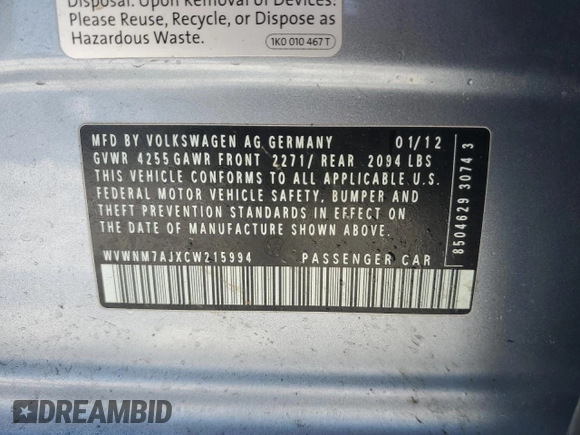 Disposal. Upon Removal of Devices.
Please Reuse, Recycle, or Dispose as
Hazardous Waste.
1K0 010 467 T
MFD BY VOLKSWAGEN AG GERMANY 01/12
GVWR 4255 GAWR FRONT 2271/ REAR 2094 LBS
THIS VEHICLE CONFORMS TO ALL APPLICABLE U.S.
FEDERAL MOTOR VEHICLE SAFETY, BUMPER AND
THEFT PREVENTION STANDARDS IN EFFECT ON
THE DATE OF MANUFACTURE SHOWN ABOVE.
WVWNM7AJXCW215994 PASSENGER CAR
8504629 3074 3
DREAMBID